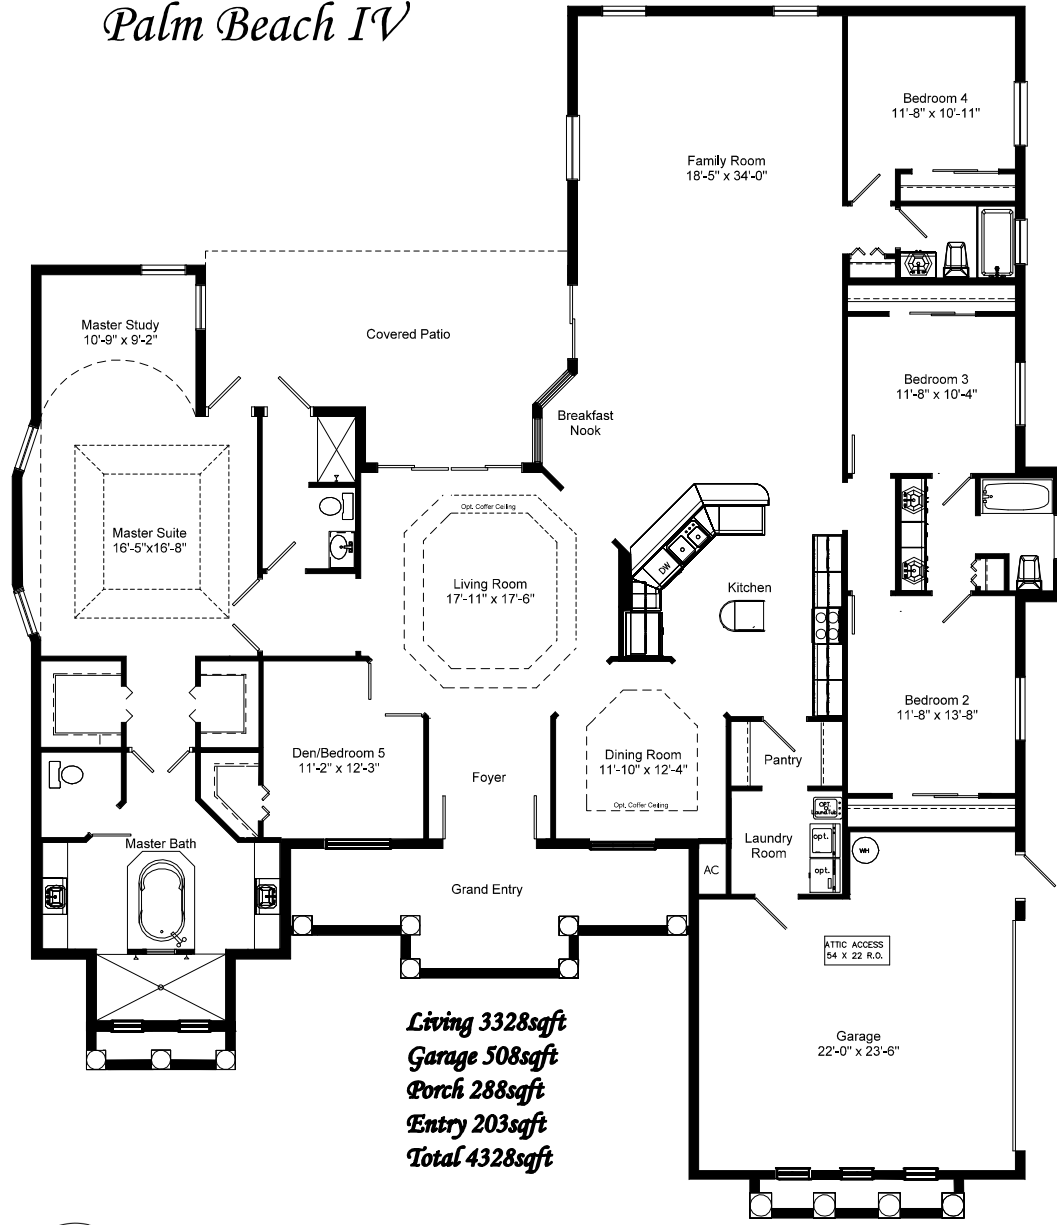 Palm Beach IV
Bedroom 4
11'-8" x 10'-11"
Family Room
18'-5" x 34'-0"
Master Study
10'-9" x 9'-2"
Covered Patio
Bedroom 3
11'-8" x 10'-4"
Breakfast
Nook
Opt. Coffer Ceiling
Master Suite
16'-5"x16'-8"
Living Room
17'-11" x 17'-6"
DW
Kitchen
Bedroom 2
11'-8" x 13'-8"
Den/Bedroom 5
11'-2" x 12'-3"
Foyer
Dining Room
11'-10" x 12'-4"
Opt. Coffer Ceiling
Pantry
OPT.
Laund.Tub
Master Bath
Laundry
Room
opt.
opt.
WH
AC
Grand Entry
ATTIC ACCESS
54 X 22 R.O.
Living 3328sqft
Garage 508sqft
Porch 288sqft
Entry 203sqft
Total 4328sqft
Garage
22'-0" x 23'-6"